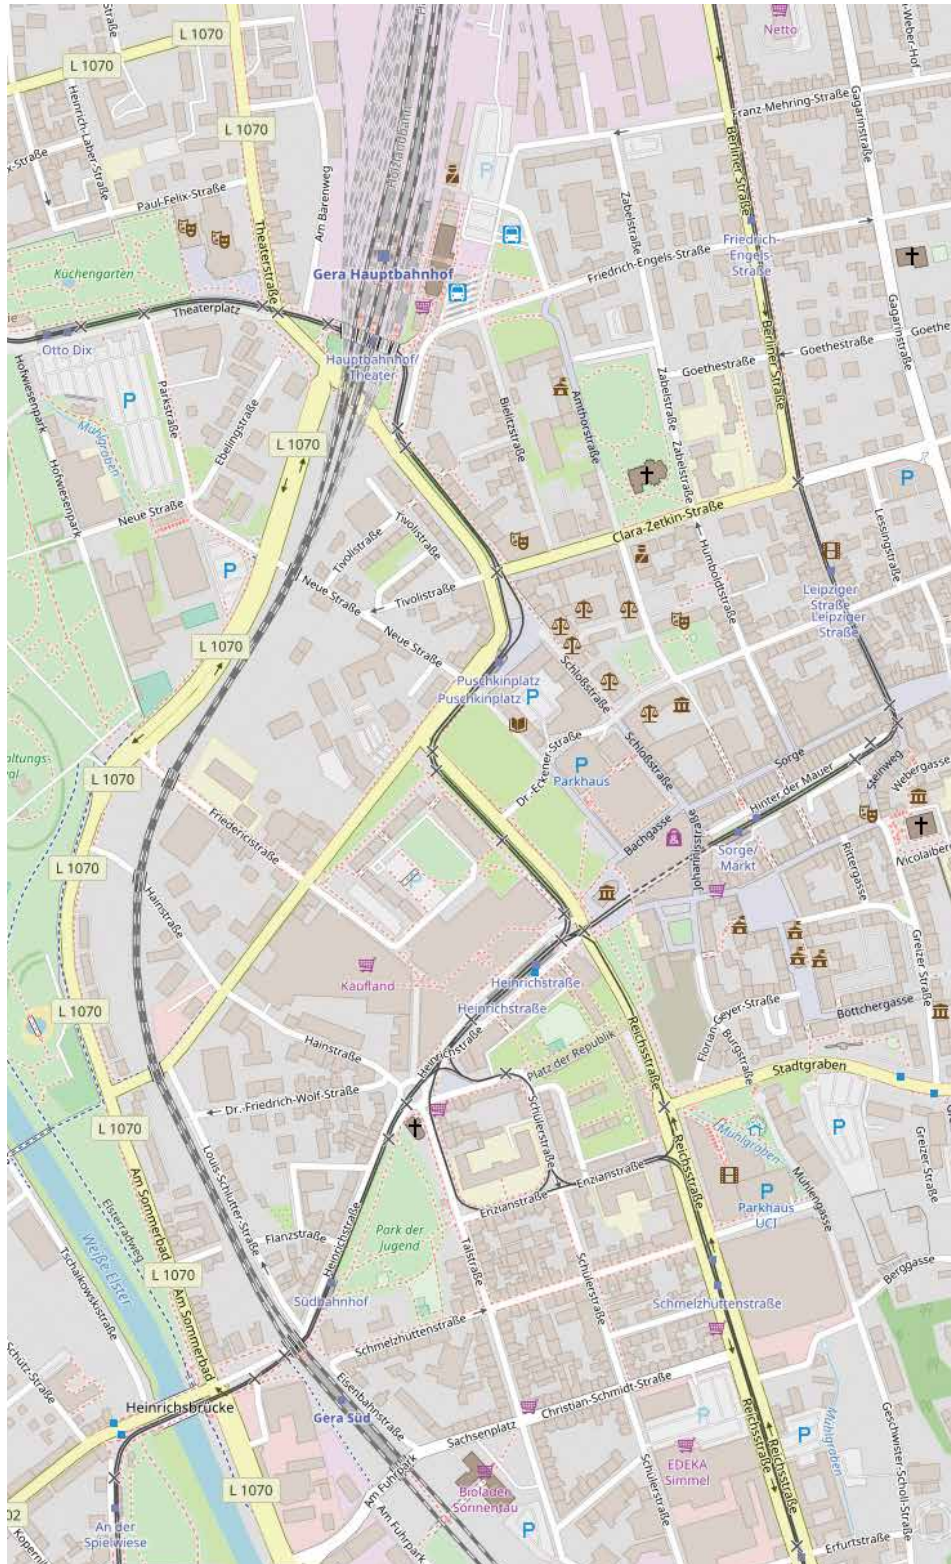 L 1070
Netto
L 1070
Heinrich-Laber-Straße
Franz-Mehring-Straße
Gagarinstraße
L 1070
Holzlandbahn
P
Berliner Straße
Am Bärenweg
Zabelstraße
Paul-Felix-Straße
Theaterstraße
Friedrich-
Engels-
Straße
Küchengarten
Gera Hauptbahnhof
Friedrich-Engels-Straße
Gagarinstraße
Theaterplatz
Berliner Straße
Otto Dix
Hauptbahnhof/
Theater
Goethestraße
Goethestraße
Hofwiesenpark
P
Parkstraße
Zabelstraße
Bielitzstraße
Amthorstraße
Mühlgraben
Ebelingstraße
L 1070
Zabelstraße
Hofwiesenpark
P
Neue Straße
Clara-Zetkin-Straße
Tivolistraße
Tivolistraße
Lessingstraße
P
Humboldtstraße
Neue Straße
Tivolistraße
Leipziger
Straße
Leipziger
Straße
L 1070
Neue Straße
Puschkinplatz
Puschkinplatz
P
Schloßstraße
Schloßstraße
Dr.-Eckener-Straße
Sorge
P
Parkhaus
L 1070
Steinweg
Webergasse
Hinter der Mauer
Friedericistraße
Bachgasse
Johannisstraße
Sorge/
Markt
Rittergasse
L 1070
P
Hainstraße
Kaufland
Greizer Straße
Heinrichstraße
Heinrichstraße
L 1070
Florian-Geyer-Straße
Böttchergasse
Burgstraße
Reichsstraße
Heinrichstraße
Hainstraße
Platz der Republik
Stadtgraben
Dr.-Friedrich-Wolf-Straße
L 1070
Schülerstraße
Reichsstraße
Mühlgraben
P
Greizer Straße
Louis-Schlutter-Straße
Am Sommerbad
Elsterradweg
Enzianstraße
Enzianstraße
P
Parkhaus
UCI
Mühlengasse
Weiße Elster
Tschaikowskistraße
Flanzstraße
Park der
Jugend
Talstraße
Schülerstraße
Heinrichstraße
L 1070
Berggasse
Südbahnhof
Schmelzhüttenstraße
Am Sommerbad
Schmelzhüttenstraße
Eisenbahnstraße
Christian-Schmidt-Straße
Heinrichsbrücke
Gera Süd
Sachsenplatz
P
Reichsstraße
Reichsstraße
P
Mühlgraben
Geschwister-Scholl-Straße
EDEKA
Simmel
Am Fuhrpark
Am Fuhrpark
Bioladen
Sonnentau
Schülerstraße
L 1070
P
An der
Spielwiese
Erfurtstraße